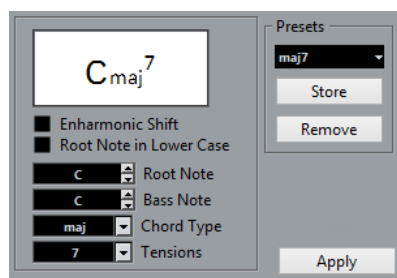 Cmaj7
Enharmonic Shift
Root Note in Lower Case
C Root Note
C Bass Note
maj Chord Type
7 Tensions
Presets
maj7
Store
Remove
Apply